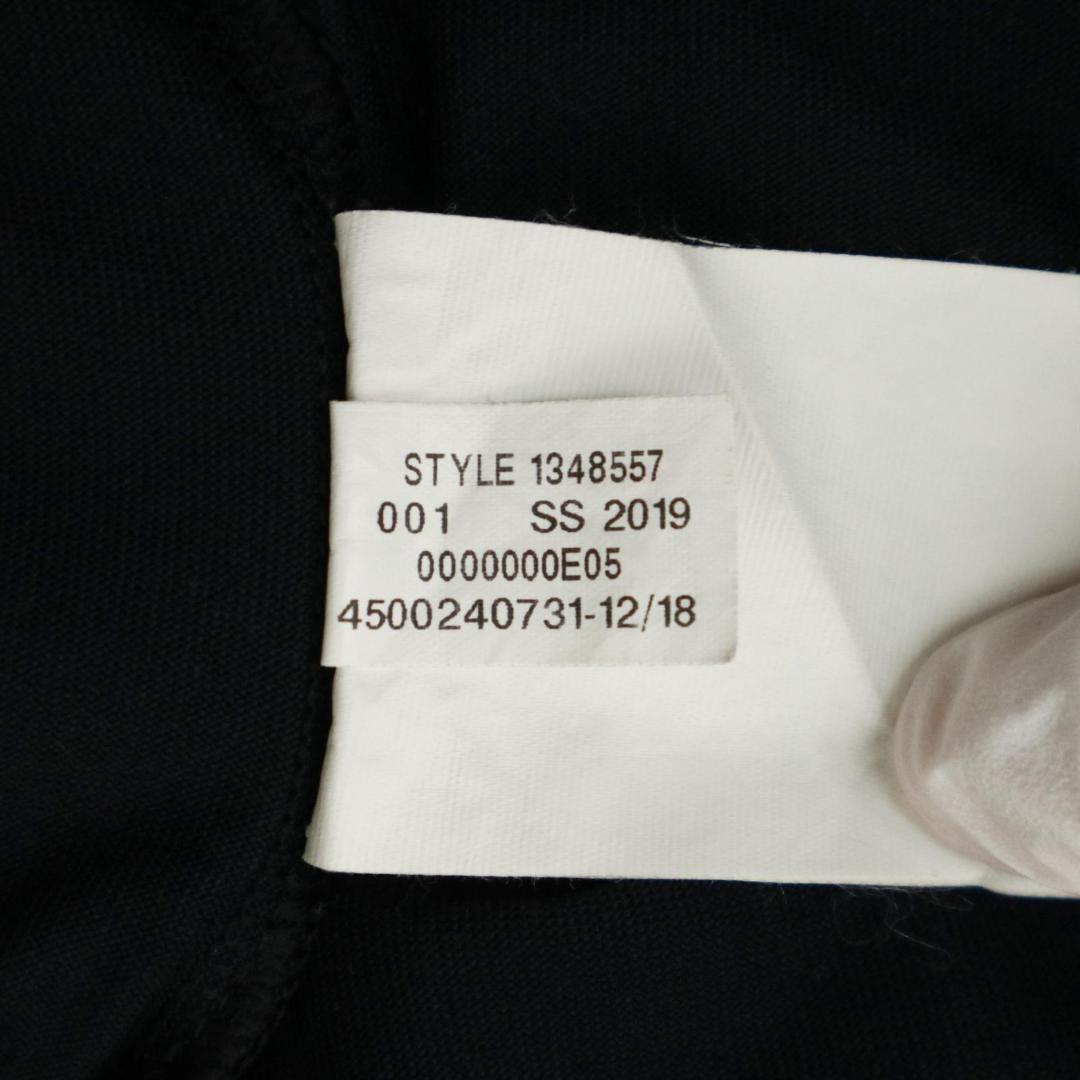 STYLE 1348557
001 SS 2019
0000000E05
4500240731-12/18